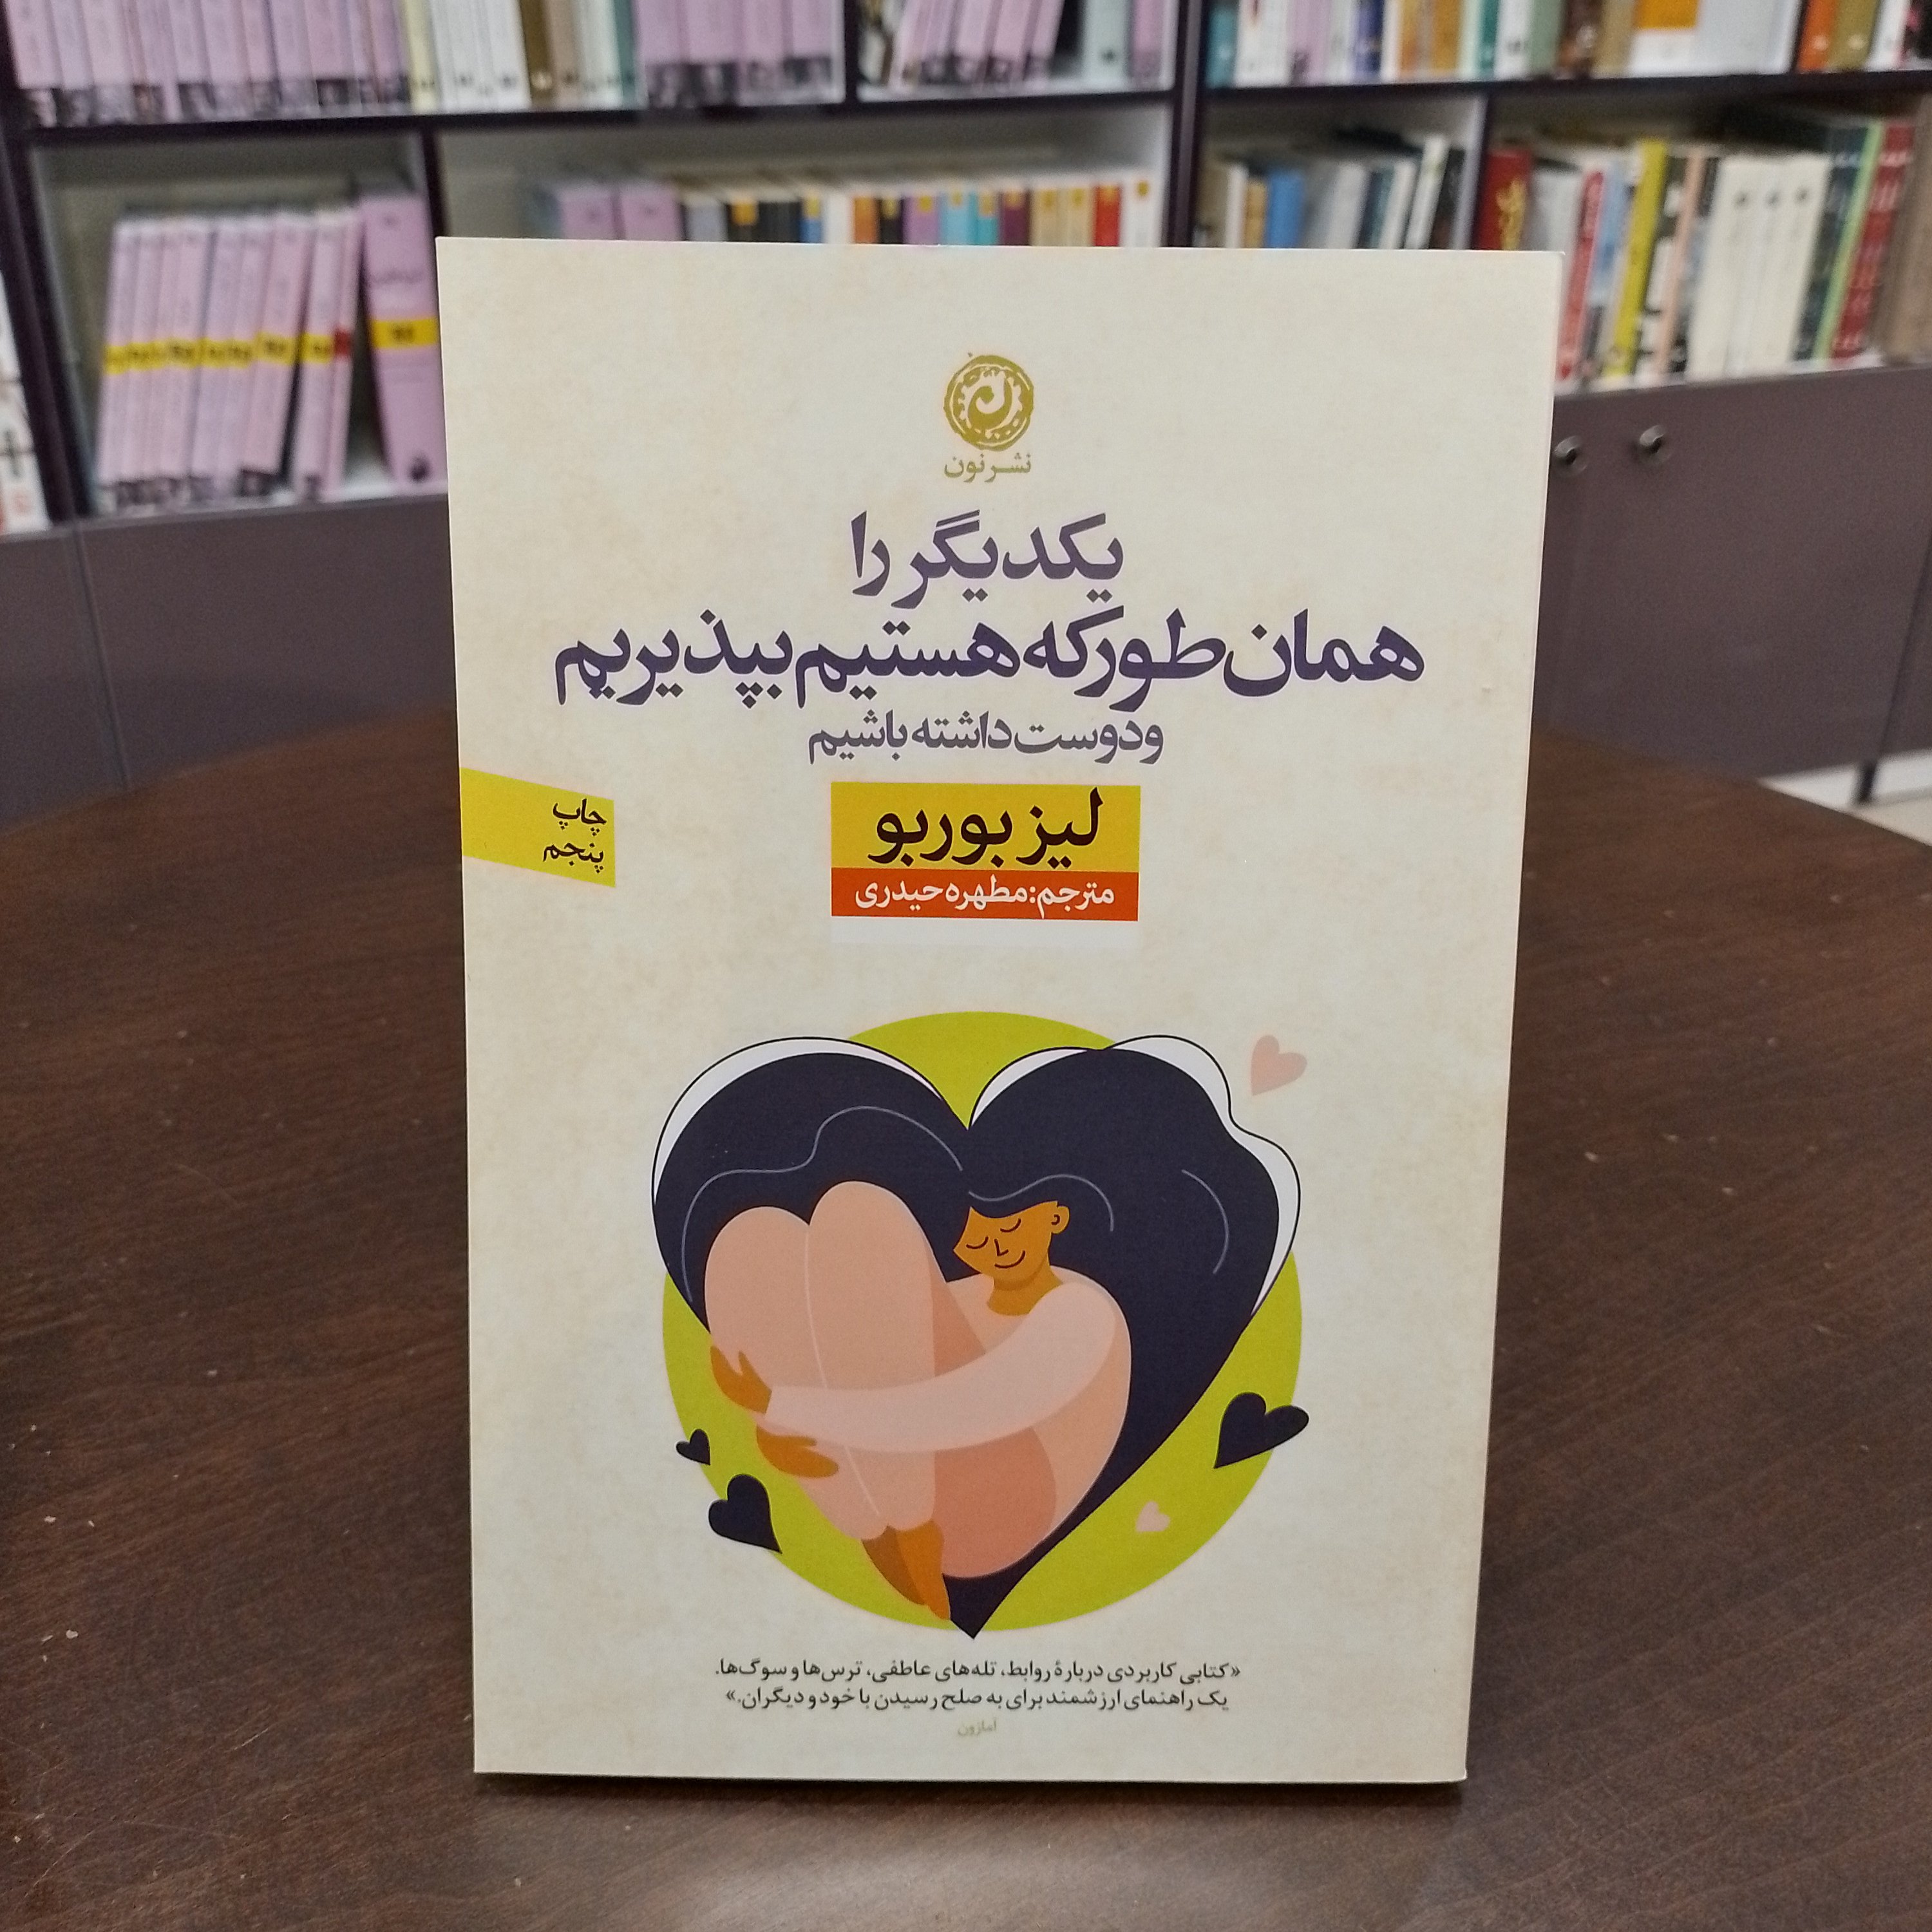 نشر نون
یکدیگر را
همان طور که هستیم بپذیریم
و دوست داشته باشیم
لیز بوربو
مترجم: مطهره حیدری
چاپ
پنجم
«کتابی کاربردی دربارهٔ روابط، تله‌های عاطفی، ترس‌ها و سوگ‌ها.
یک راهنمای ارزشمند برای به صلح رسیدن با خود و دیگران.»
آمازون